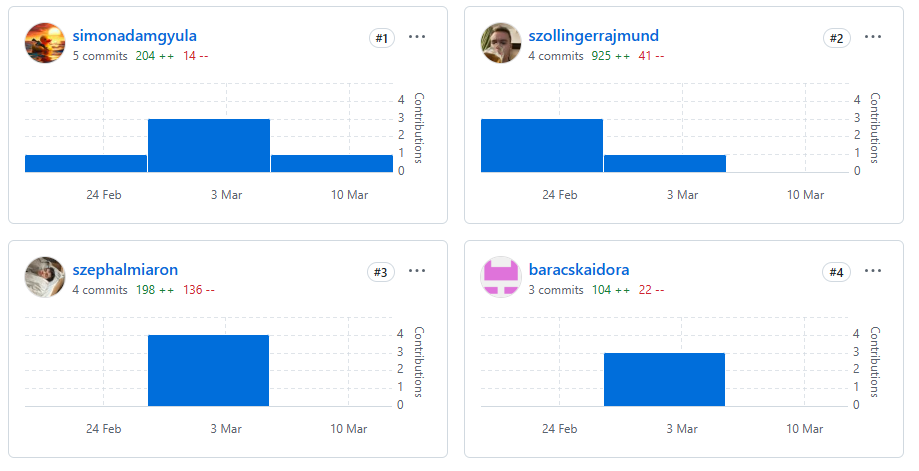 simonadamgyula #1
5 commits 204 ++ 14 --
4
3
2
1
0
Contributions
24 Feb 3 Mar 10 Mar
szollingerrajmund #2
4 commits 925 ++ 41 --
4
3
2
1
0
Contributions
24 Feb 3 Mar 10 Mar
szephalmiaron #3
4 commits 198 ++ 136 --
4
3
2
1
0
Contributions
24 Feb 3 Mar 10 Mar
baracskaidora #4
3 commits 104 ++ 22 --
4
3
2
1
0
Contributions
24 Feb 3 Mar 10 Mar